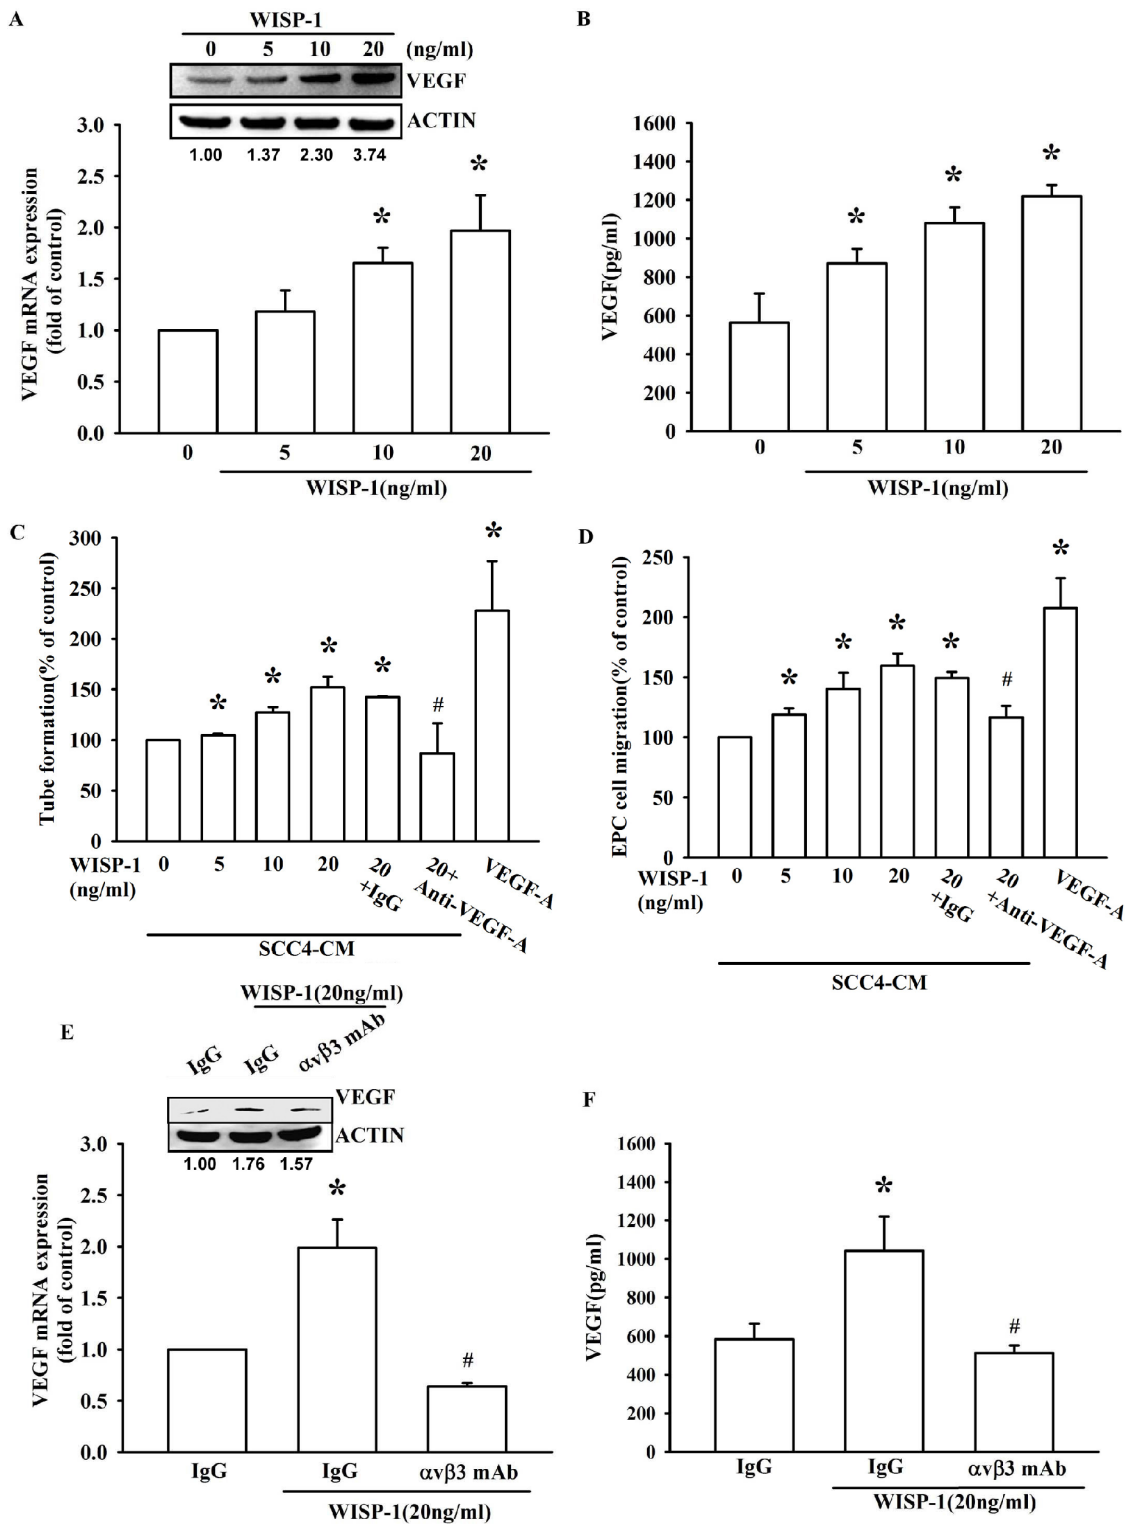 A
WISP-1
0 5 10 20 (ng/ml)
VEGF
ACTIN
1.00 1.37 2.30 3.74
VEGF mRNA expression
(fold of control)
3.0
2.5
2.0
1.5
1.0
0.5
0.0
* *
0 5 10 20
WISP-1(ng/ml)
B
VEGF(pg/ml)
1600
1400
1200
1000
800
600
400
200
0
* * *
0 5 10 20
WISP-1(ng/ml)
C
Tube formation(% of control)
300
250
200
150
100
50
0
* * * * # *
WISP-1
(ng/ml)
0 5 10 20
20
+IgG
20+
Anti-VEGF-A
VEGF-A
SCC4-CM
D
EPC cell migration(% of control)
250
200
150
100
50
0
* * * * # *
WISP-1
(ng/ml)
0 5 10 20
20
+IgG
20
+Anti-VEGF-A
VEGF-A
SCC4-CM
E
WISP-1(20ng/ml)
IgG IgG αvβ3 mAb
VEGF
ACTIN
1.00 1.76 1.57
VEGF mRNA expression
(fold of control)
3.0
2.5
2.0
1.5
1.0
0.5
0.0
* #
IgG IgG αvβ3 mAb
WISP-1(20ng/ml)
F
VEGF(pg/ml)
1600
1400
1200
1000
800
600
400
200
0
* #
IgG IgG αvβ3 mAb
WISP-1(20ng/ml)